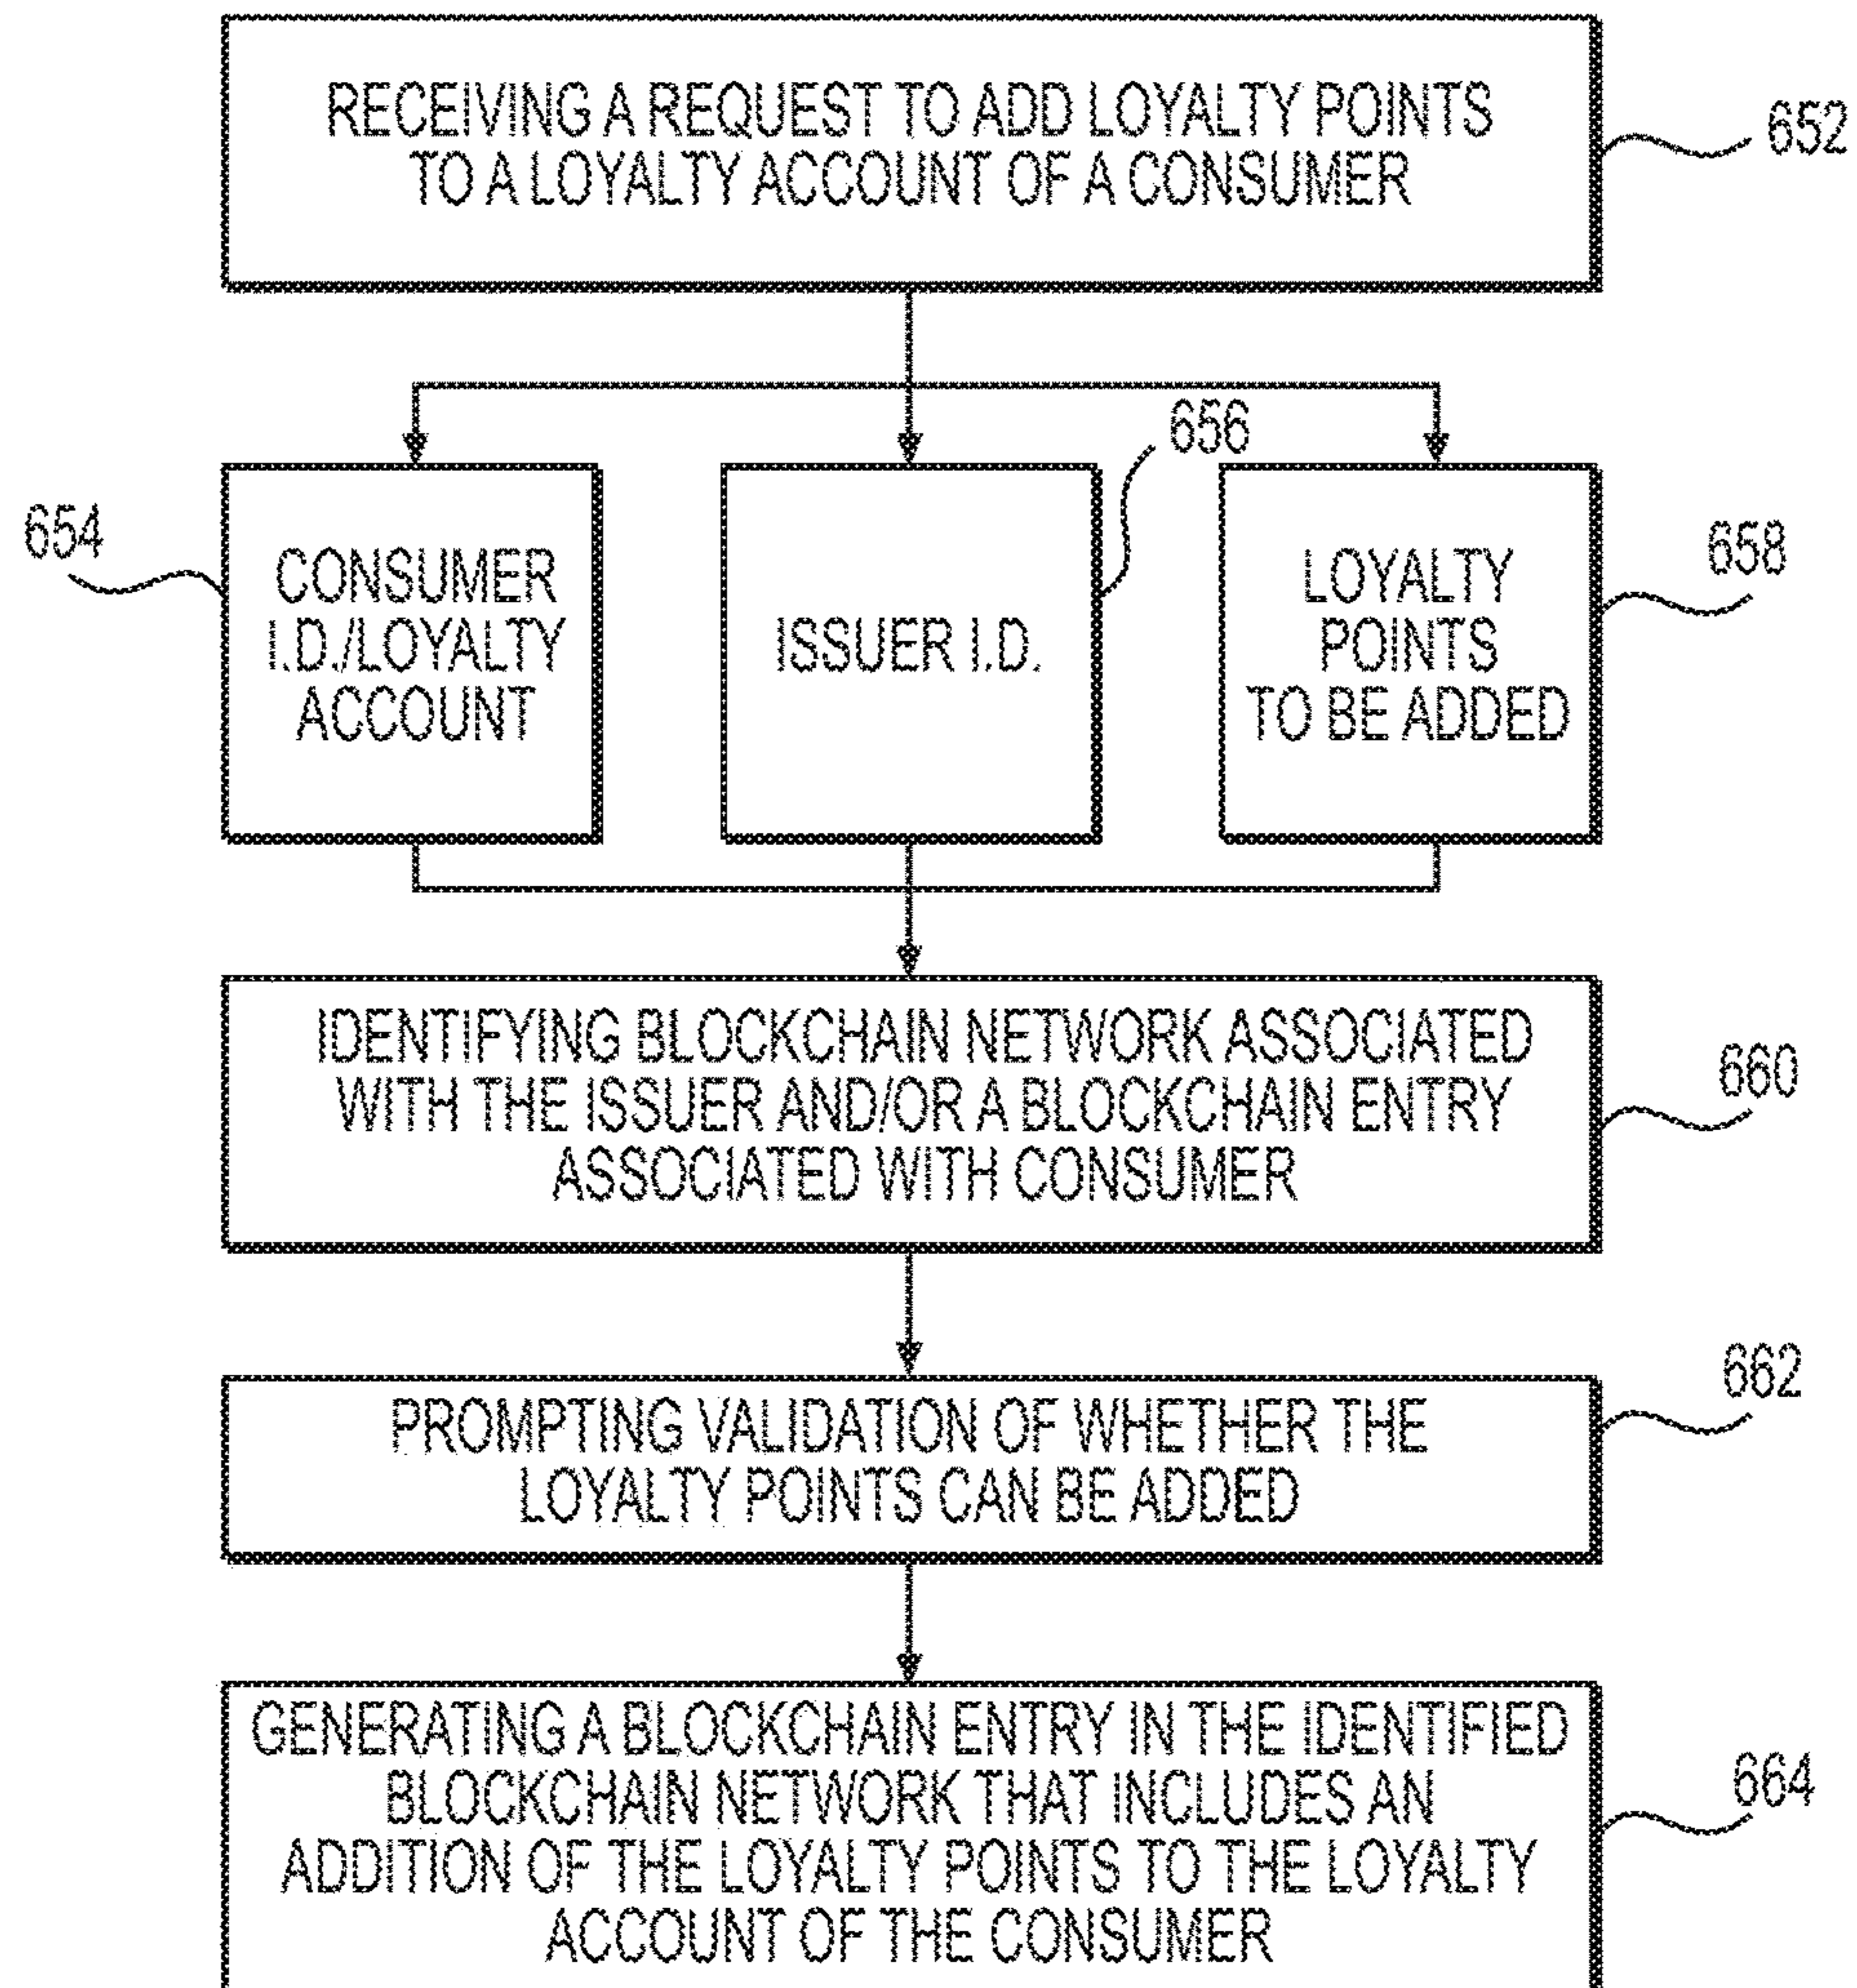 RECEIVING A REQUEST TO ADD LOYALTY POINTS
TO A LOYALTY ACCOUNT OF A CONSUMER
652
654
CONSUMER
I.D./LOYALTY
ACCOUNT
656
ISSUER I.D.
658
LOYALTY
POINTS
TO BE ADDED
IDENTIFYING BLOCKCHAIN NETWORK ASSOCIATED
WITH THE ISSUER AND/OR A BLOCKCHAIN ENTRY
ASSOCIATED WITH CONSUMER
660
PROMPTING VALIDATION OF WHETHER THE
LOYALTY POINTS CAN BE ADDED
662
GENERATING A BLOCKCHAIN ENTRY IN THE IDENTIFIED
BLOCKCHAIN NETWORK THAT INCLUDES AN
ADDITION OF THE LOYALTY POINTS TO THE LOYALTY
ACCOUNT OF THE CONSUMER
664